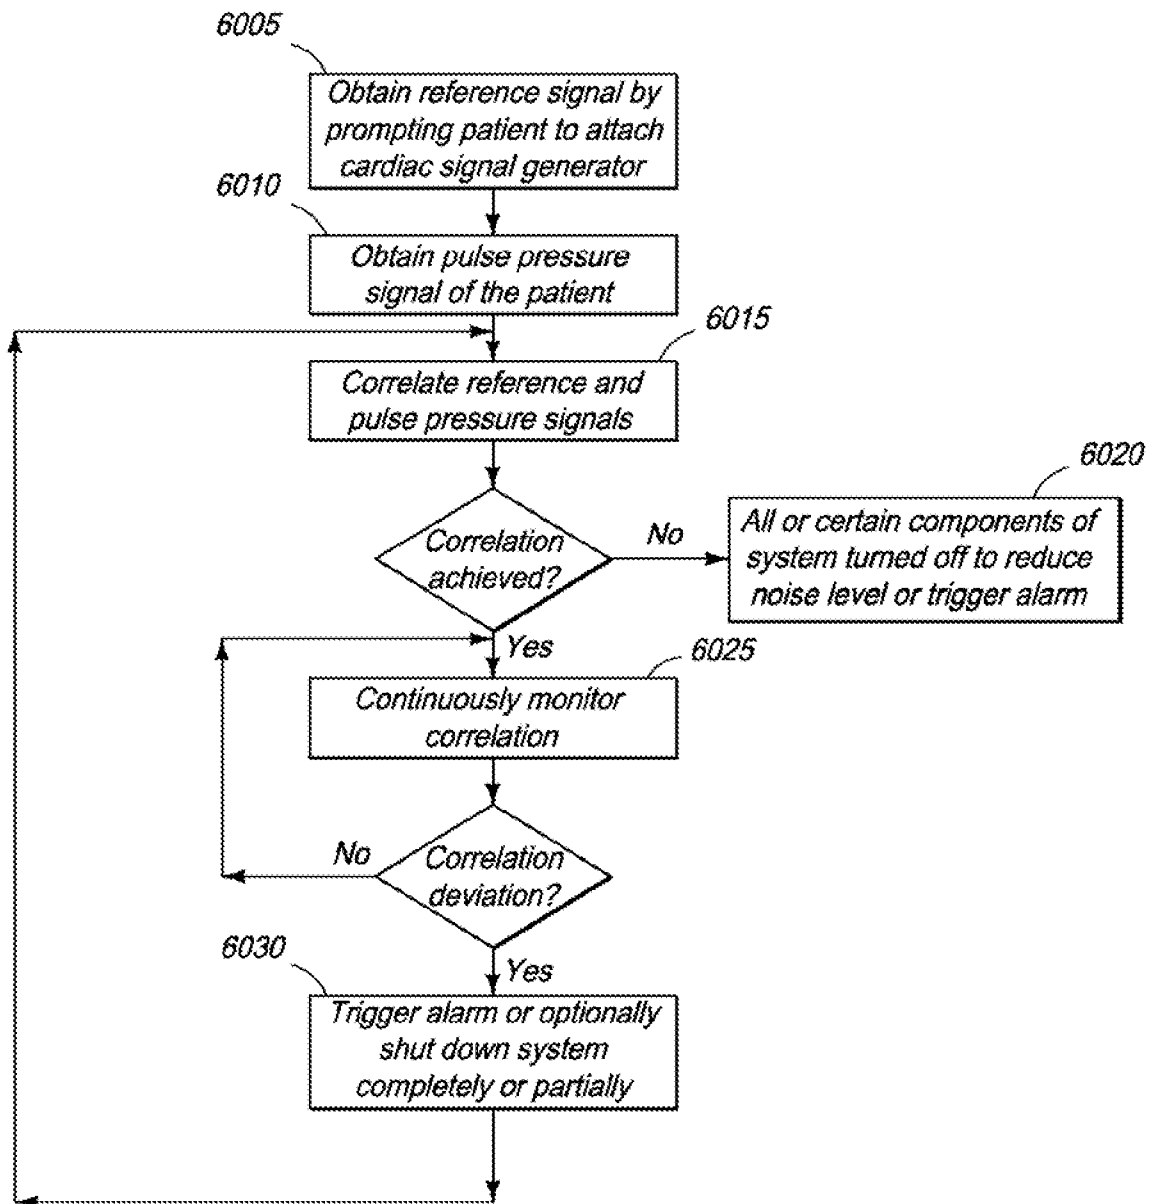 6005
Obtain reference signal by
prompting patient to attach
cardiac signal generator
6010
Obtain pulse pressure
signal of the patient
6015
Correlate reference and
pulse pressure signals
6020
Correlation
achieved?
No
All or certain components of
system turned off to reduce
noise level or trigger alarm
Yes
6025
Continuously monitor
correlation
No
Correlation
deviation?
6030
Yes
Trigger alarm or optionally
shut down system
completely or partially